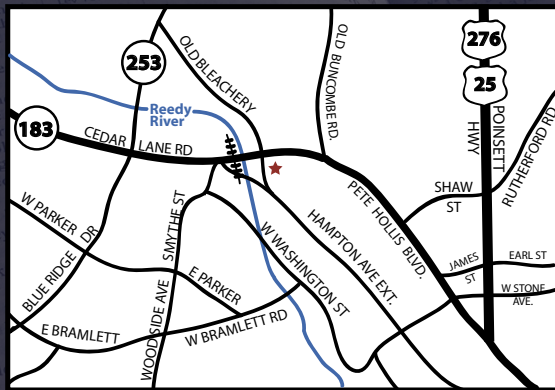 276
25
253
183
OLD BLEACHERY
OLD BUNCOMBE RD.
Reedy
River
CEDAR LANE RD
POINSETT
HWY
RUTHERFORD RD.
SHAW
ST
PETE HOLLIS BLVD.
W PARKER
BLUE RIDGE DR
SMYTHE ST
HAMPTON AVE EXT.
W WASHINGTON ST
JAMES
ST
EARL ST
W STONE
AVE.
E PARKER
E BRAMLETT
WOODSIDE AVE
W BRAMLETT RD